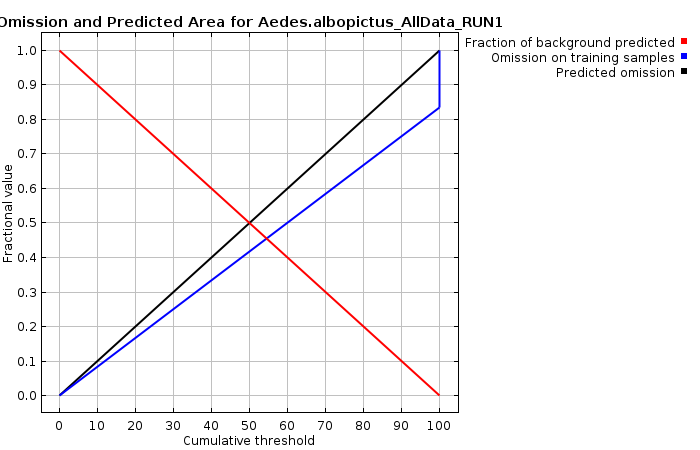 Omission and Predicted Area for Aedes.albopictus_AllData_RUN1
Fraction of background predicted
Omission on training samples
Predicted omission
Fractional value
1.0
0.9
0.8
0.7
0.6
0.5
0.4
0.3
0.2
0.1
0.0
0 10 20 30 40 50 60 70 80 90 100
Cumulative threshold